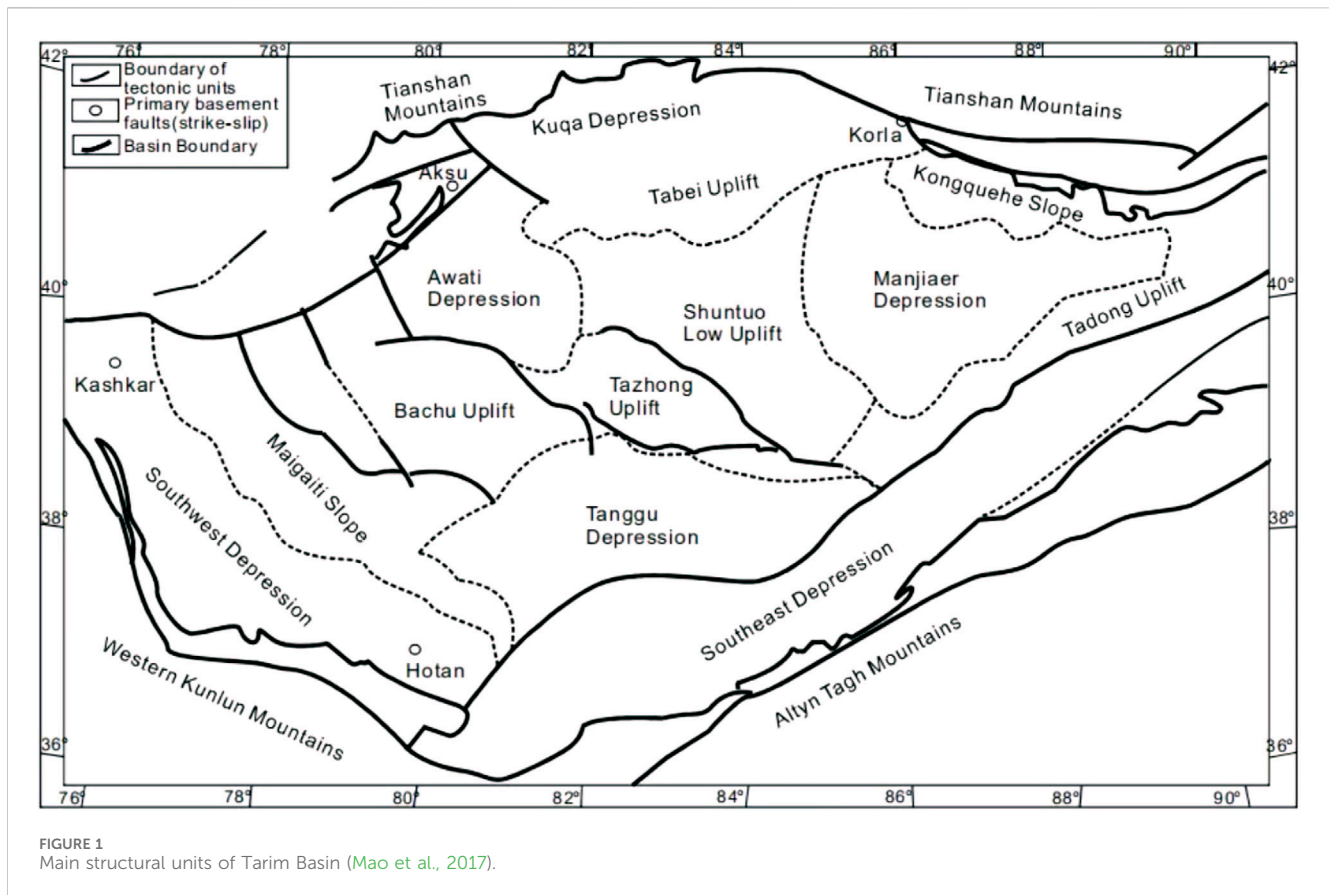 76°
78°
80°
82°
84°
86°
88°
90°
42°
42°
Boundary of
tectonic units
Primary basement
faults(strike-slip)
Basin Boundary
Tianshan
Mountains
Tianshan Mountains
Kuqa Depression
Korla
Aksu
Tabei Uplift
Kongquehe Slope
Awati
Depression
Manjiaer
Depression
40°
40°
Shuntuo
Low Uplift
Tadong Uplift
Kashkar
Tazhong
Uplift
Bachu Uplift
Maigaiti Slope
Southwest Depression
38°
38°
Tanggu
Depression
Southeast Depression
Hotan
Western Kunlun Mountains
Altyn Tagh Mountains
36°
36°
76°
78°
80°
82°
84°
86°
88°
90°
FIGURE 1
Main structural units of Tarim Basin (Mao et al., 2017).